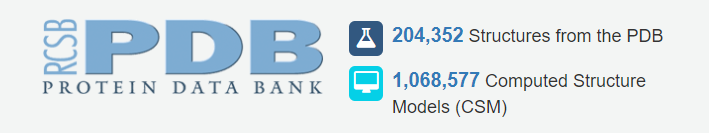 RCSB
PDB
PROTEIN DATA BANK
204,352 Structures from the PDB
1,068,577 Computed Structure
Models (CSM)